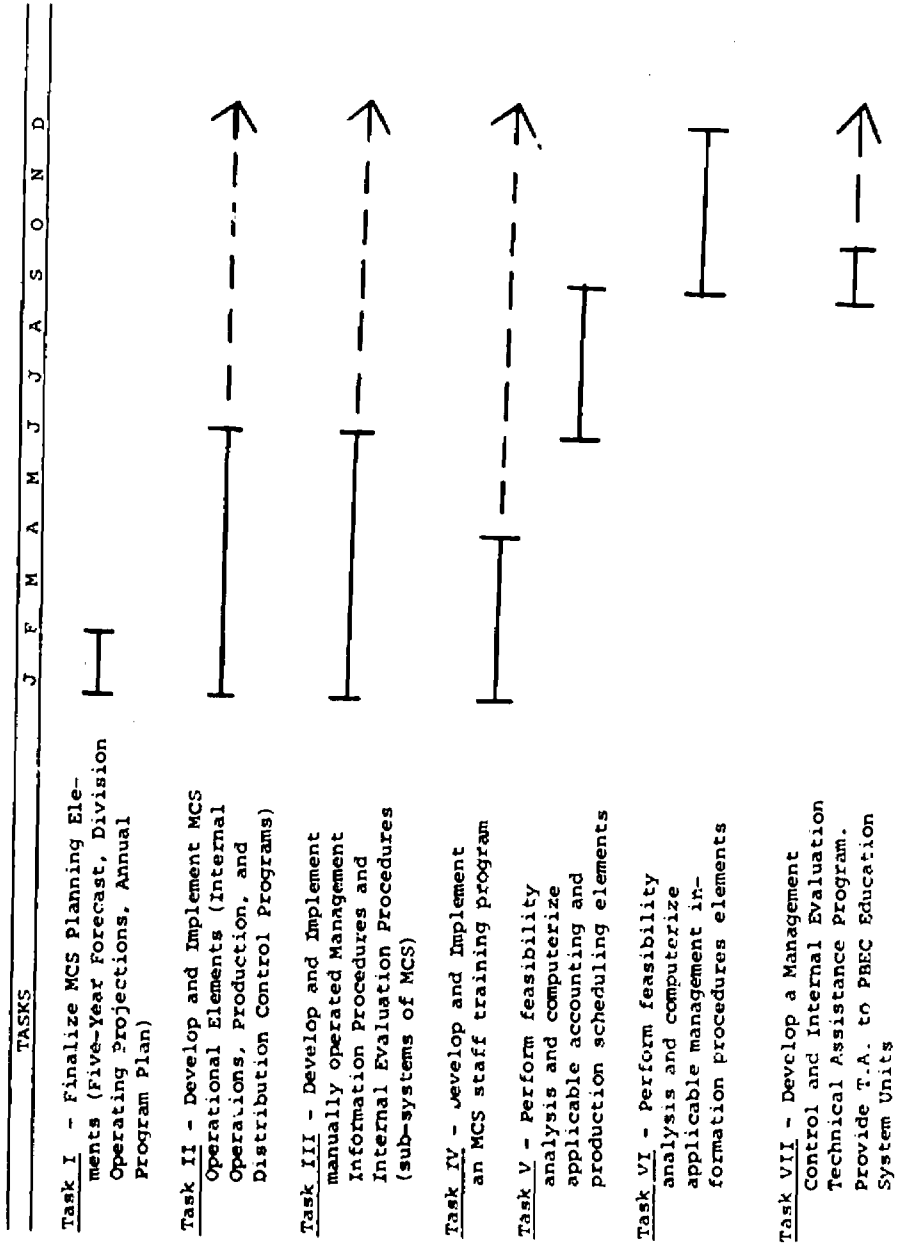 TASKS
J F M A M J J A S O N D
Task I - Finalize MCS Planning Ele-
ments (Five-Year Forecast, Division
Operating Projections, Annual
Program Plan)
Task II - Develop and Implement MCS
Operational Elements (Internal
Operations, Production, and
Distribution Control Programs)
Task III - Develop and Implement
manually operated Management
Information Procedures and
Internal Evaluation Procedures
(sub-systems of MCS)
Task IV - Develop and Implement
an MCS staff training program
Task V - Perform feasibility
analysis and computerize
applicable accounting and
production scheduling elements
Task VI - Perform feasibility
analysis and computerize
applicable management in-
formation procedures elements
Task VII - Develop a Management
Control and Internal Evaluation
Technical Assistance Program.
Provide T.A. to PBEC Education
System Units